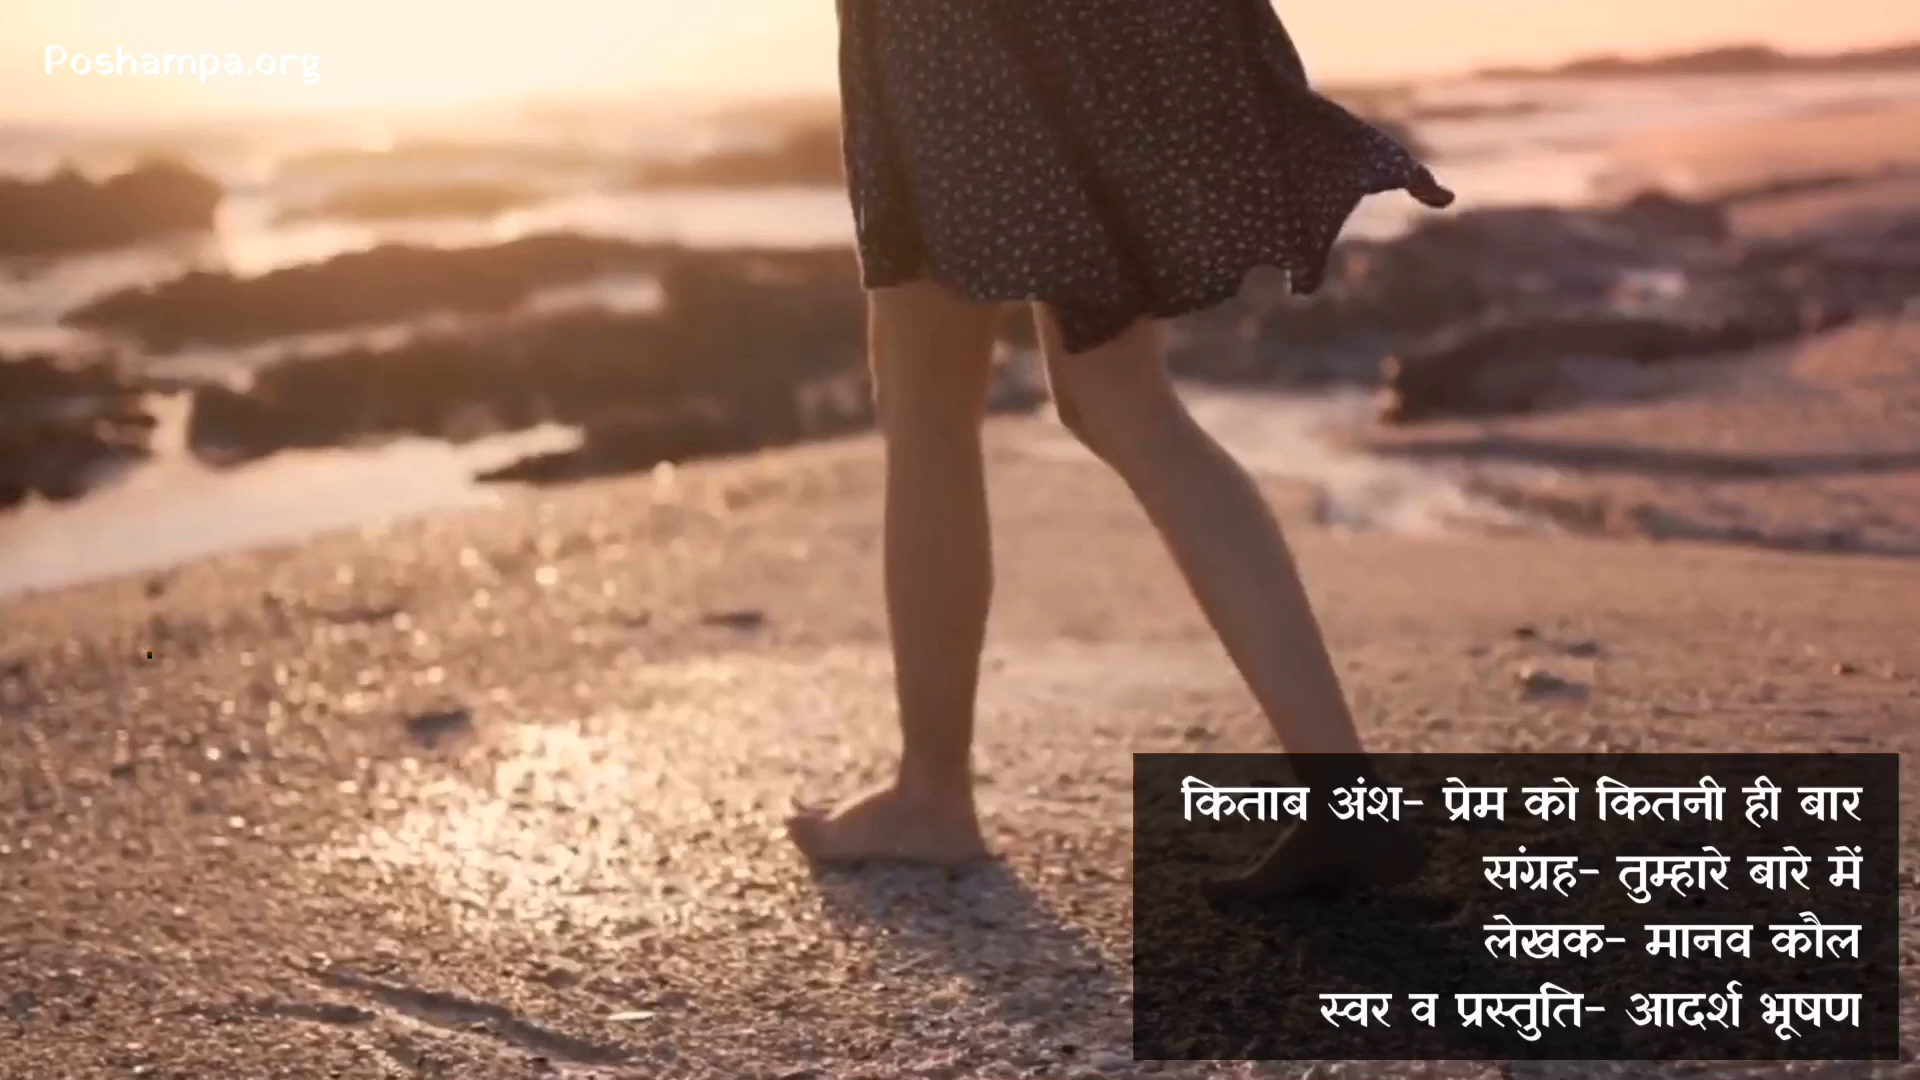 Poshampa.org
किताब अंश- प्रेम को कितनी ही बार
संग्रह- तुम्हारे बारे में
लेखक- मानव कौल
स्वर व प्रस्तुति- आदर्श भूषण